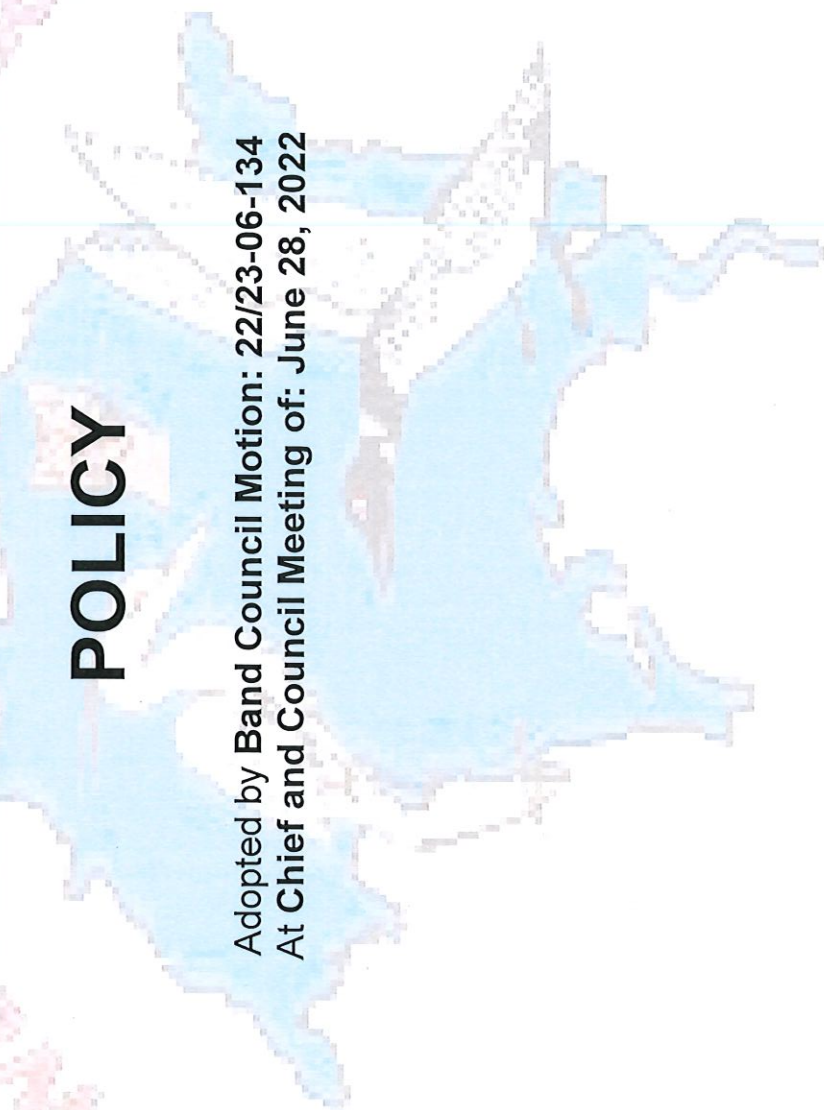 POLICY
Adopted by Band Council Motion: 22/23-06-134
At Chief and Council Meeting of: June 28, 2022